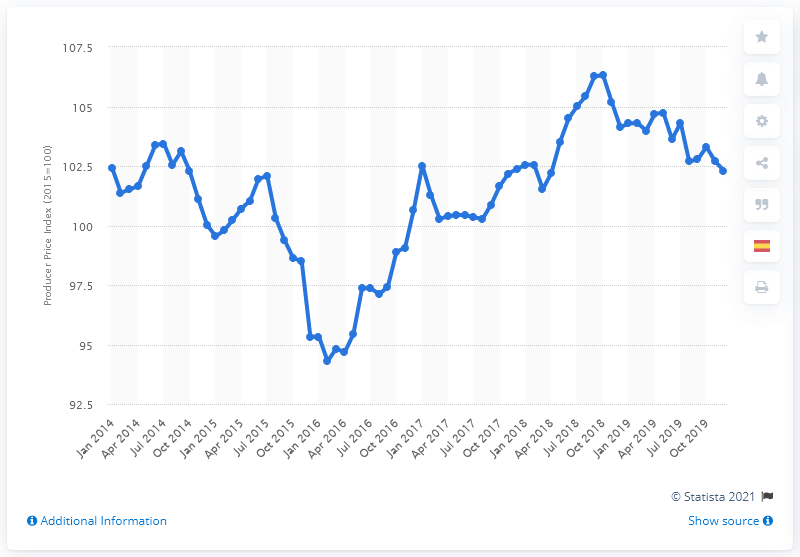 107.5
105
102.5
100
97.5
95
92.5
Producer Price Index (2015=100)
Jan 2014
Apr 2014
Jul 2014
Oct 2014
Jan 2015
Apr 2015
Jul 2015
Oct 2015
Jan 2016
Apr 2016
Jul 2016
Oct 2016
Jan 2017
Apr 2017
Jul 2017
Oct 2017
Jan 2018
Apr 2018
Jul 2018
Oct 2018
Jan 2019
Apr 2019
Jul 2019
Oct 2019
© Statista 2021
Additional Information
Show source